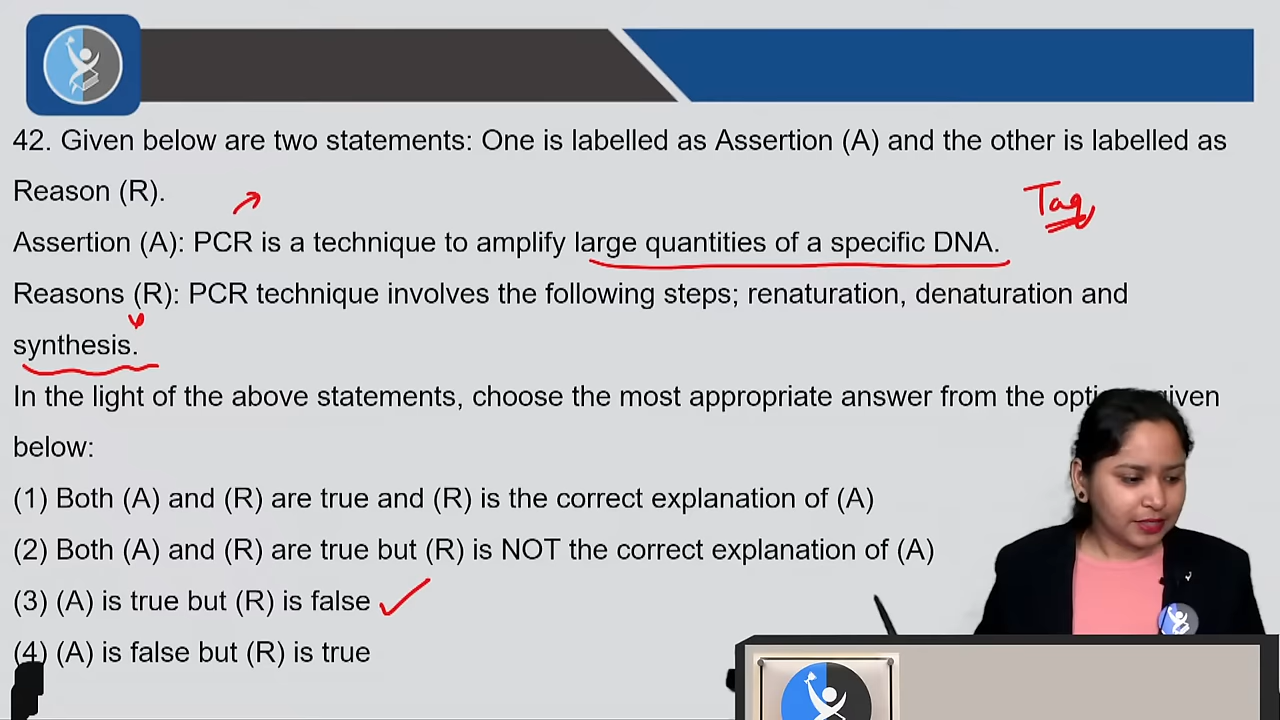 42. Given below are two statements: One is labelled as Assertion (A) and the other is labelled as
Reason (R).
Taq
Assertion (A): PCR is a technique to amplify large quantities of a specific DNA.
Reasons (R): PCR technique involves the following steps; renaturation, denaturation and
synthesis.
In the light of the above statements, choose the most appropriate answer from the options given
below:
(1) Both (A) and (R) are true and (R) is the correct explanation of (A)
(2) Both (A) and (R) are true but (R) is NOT the correct explanation of (A)
(3) (A) is true but (R) is false
(4) (A) is false but (R) is true